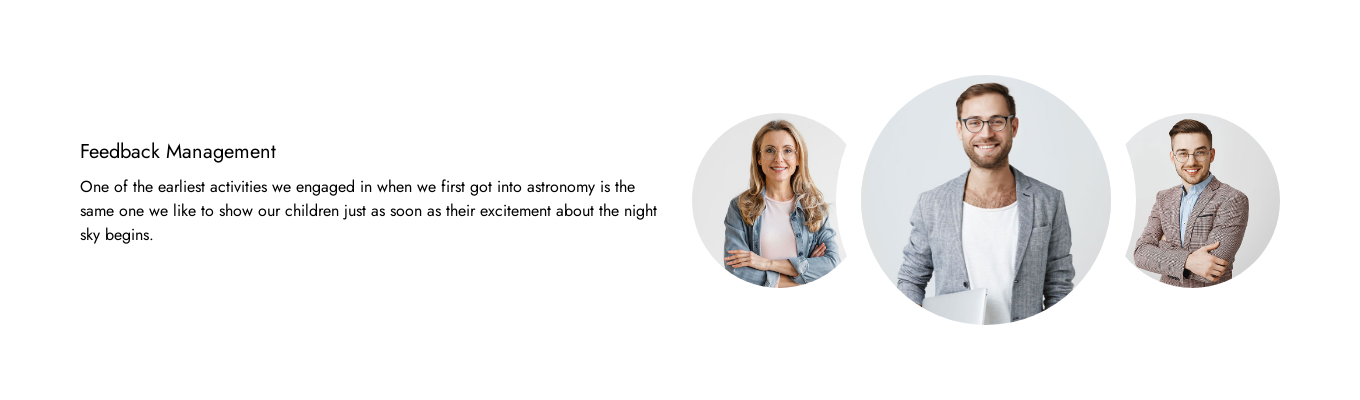 Feedback Management
One of the earliest activities we engaged in when we first got into astronomy is the
same one we like to show our children just as soon as their excitement about the night
sky begins.